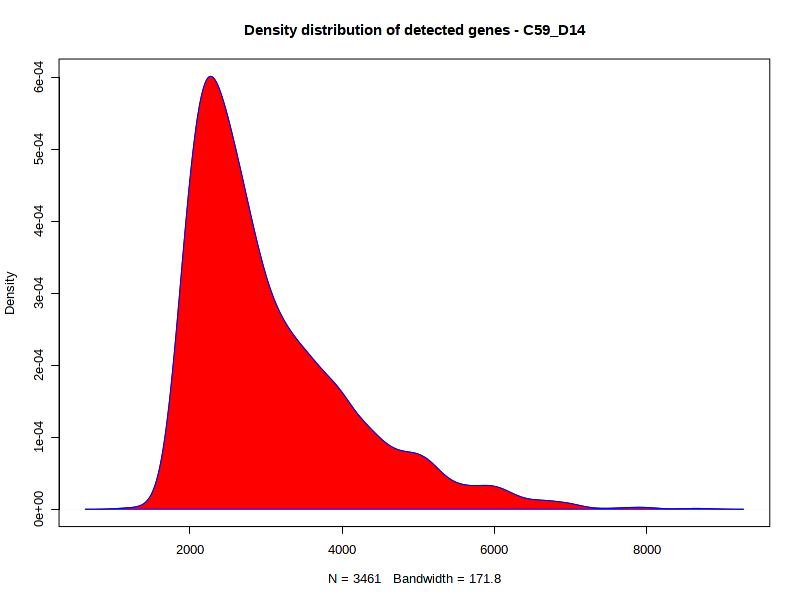 Density distribution of detected genes - C59_D14
Density
6e-04
5e-04
4e-04
3e-04
2e-04
1e-04
0e+00
2000 4000 6000 8000
N = 3461 Bandwidth = 171.8